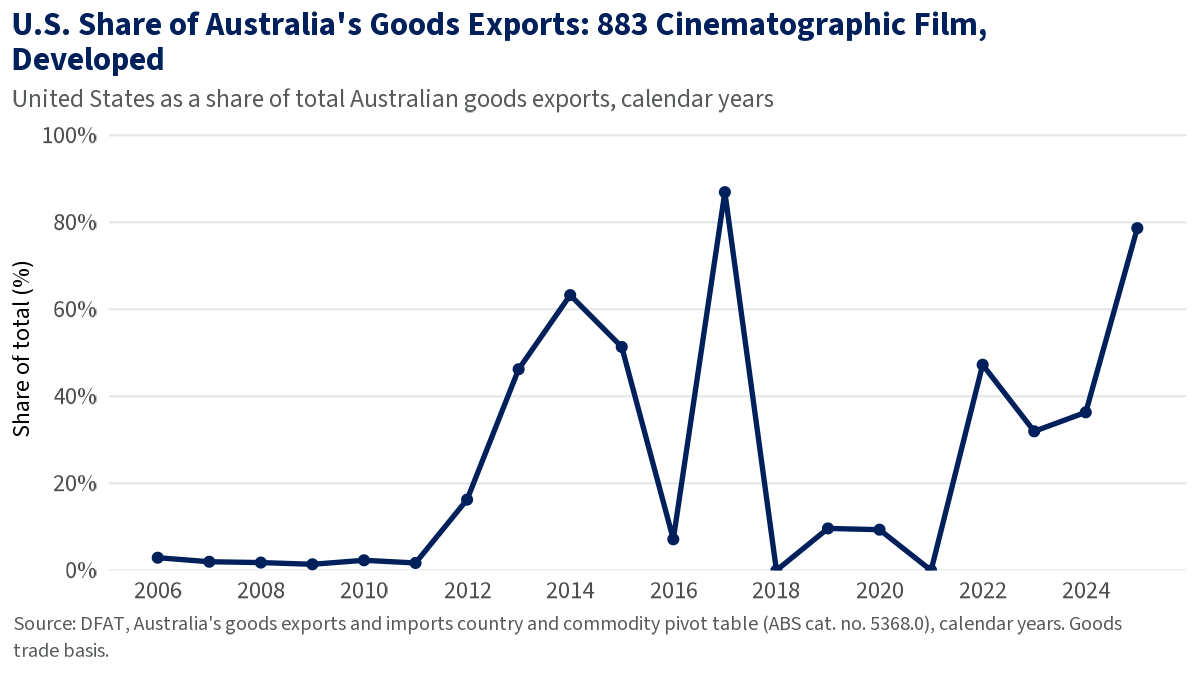 U.S. Share of Australia's Goods Exports: 883 Cinematographic Film,
Developed
United States as a share of total Australian goods exports, calendar years
100%
80%
60%
40%
20%
0%
Share of total (%)
2006 2008 2010 2012 2014 2016 2018 2020 2022 2024
Source: DFAT, Australia's goods exports and imports country and commodity pivot table (ABS cat. no. 5368.0), calendar years. Goods
trade basis.